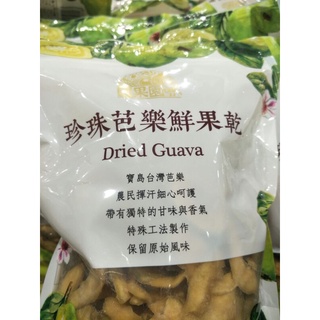 珍珠芭樂鮮果乾
Dried Guava
寶島台灣芭樂
農民揮汗細心呵護
帶有獨特的甘味與香氣
特殊工法製作
保留原始風味